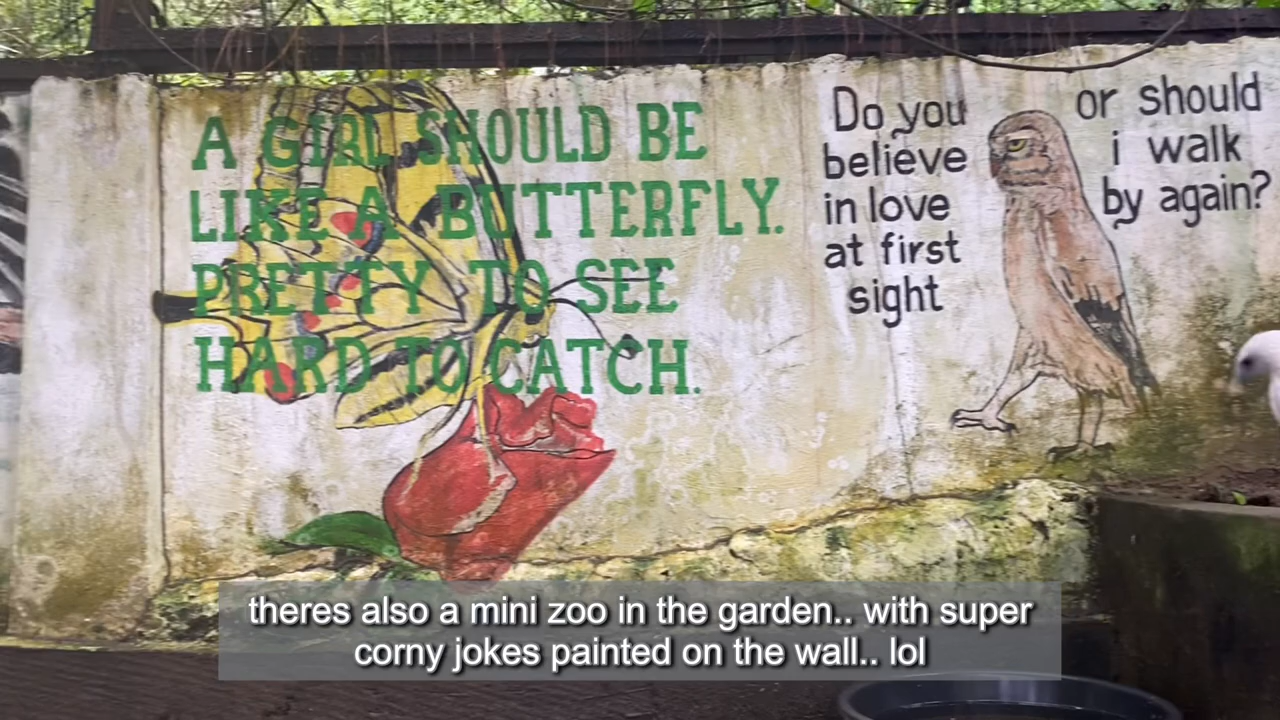 A GIRL SHOULD BE
LIKE A BUTTERFLY.
PRETTY TO SEE
HARD TO CATCH.
Do you
believe
in love
at first
sight
or should
i walk
by again?
theres also a mini zoo in the garden.. with super
corny jokes painted on the wall.. lol